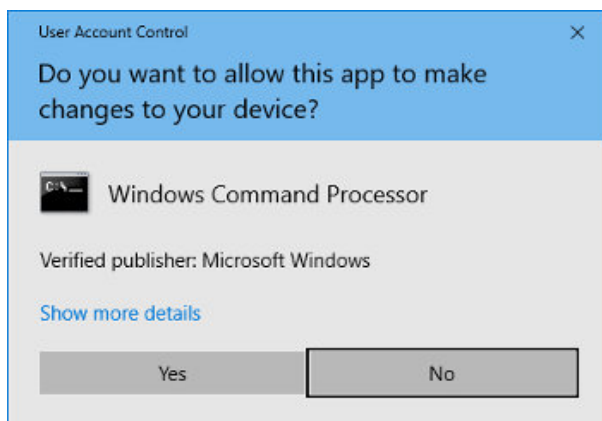 User Account Control
Do you want to allow this app to make
changes to your device?
C:\_
Windows Command Processor
Verified publisher: Microsoft Windows
Show more details
Yes
No